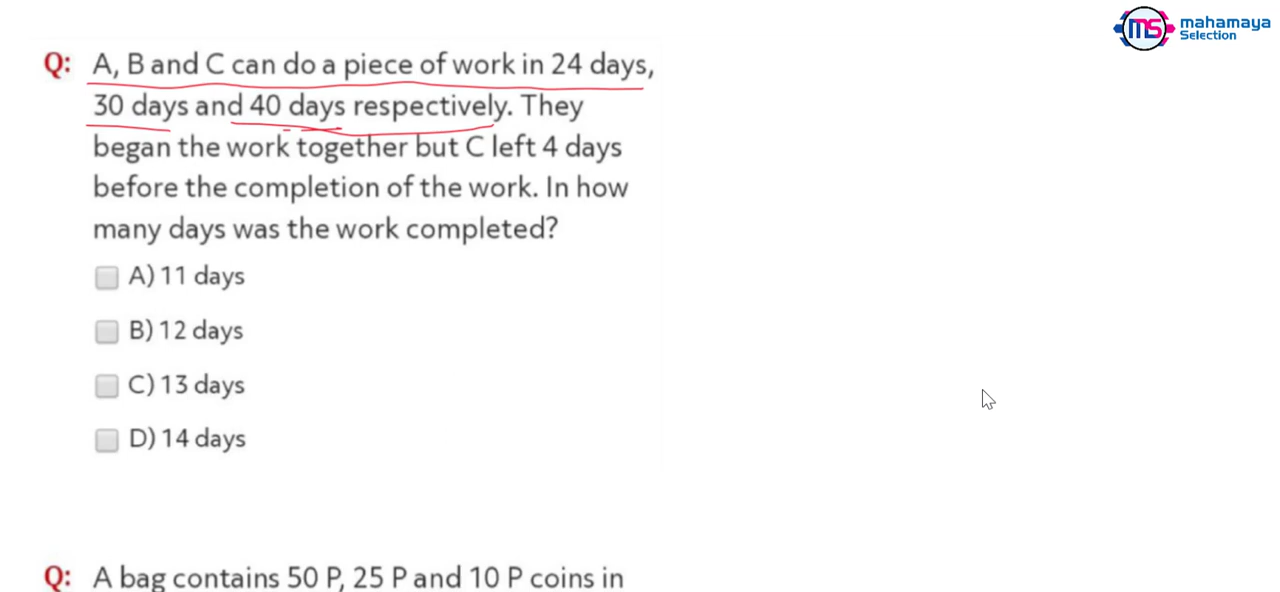 mahamaya
Selection
Q: A, B and C can do a piece of work in 24 days,
30 days and 40 days respectively. They
began the work together but C left 4 days
before the completion of the work. In how
many days was the work completed?
A) 11 days
B) 12 days
C) 13 days
D) 14 days
Q: A bag contains 50 P, 25 P and 10 P coins in